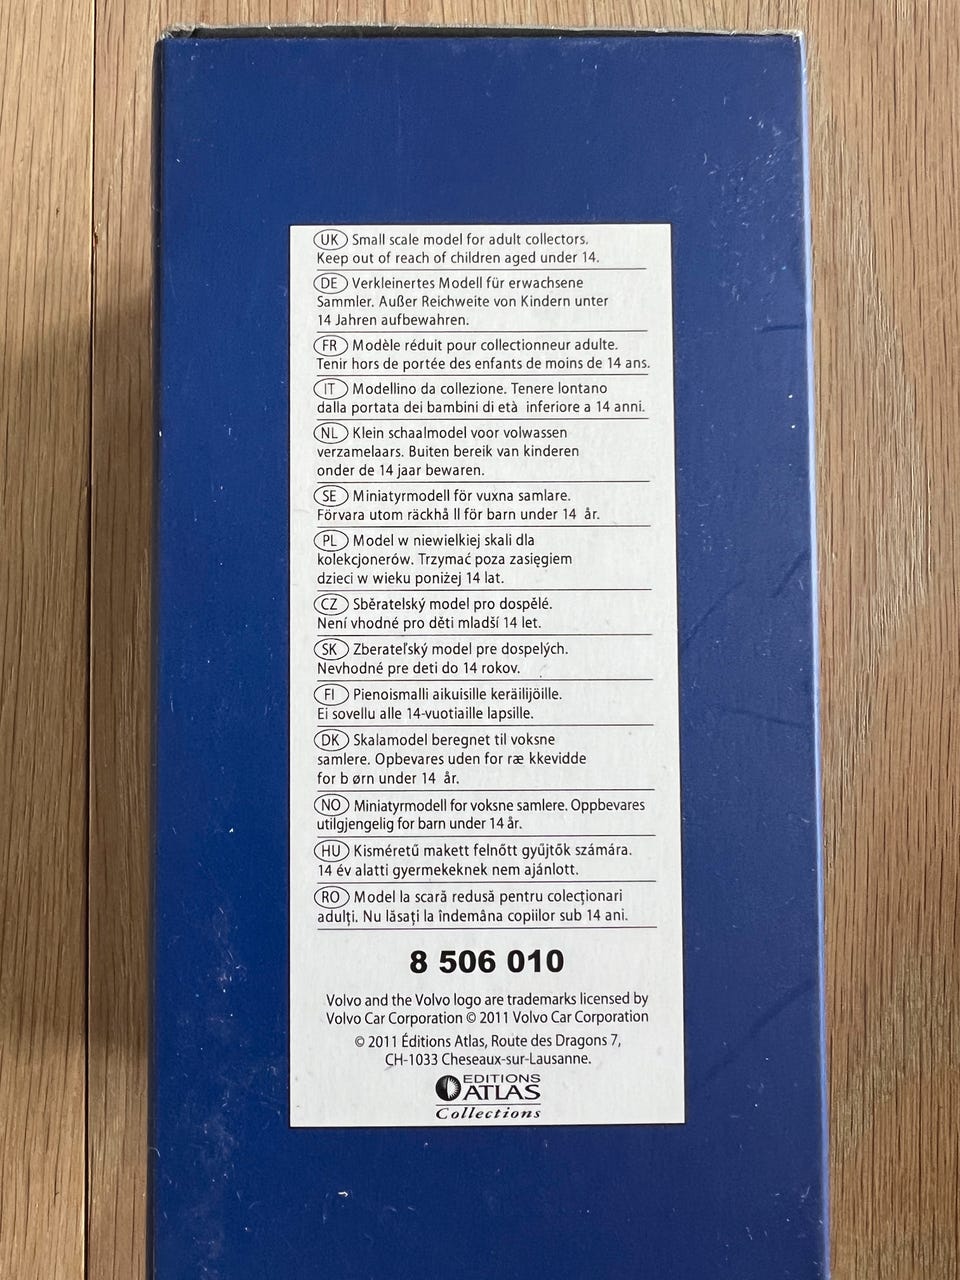 UK Small scale model for adult collectors.
Keep out of reach of children aged under 14.
DE Verkleinertes Modell für erwachsene
Sammler. Außer Reichweite von Kindern unter
14 Jahren aufbewahren.
FR Modèle réduit pour collectionneur adulte.
Tenir hors de portée des enfants de moins de 14 ans.
IT Modellino da collezione. Tenere lontano
dalla portata dei bambini di età inferiore a 14 anni.
NL Klein schaalmodel voor volwassen
verzamelaars. Buiten bereik van kinderen
onder de 14 jaar bewaren.
SE Miniatyrmodell för vuxna samlare.
Förvara utom räckhå ll för barn under 14 år.
PL Model w niewielkiej skali dla
kolekcjonerów. Trzymać poza zasięgiem
dzieci w wieku poniżej 14 lat.
CZ Sběratelský model pro dospělé.
Není vhodné pro děti mladší 14 let.
SK Zberateľský model pre dospelých.
Nevhodné pre deti do 14 rokov.
FI Pienoismalli aikuisille keräilijöille.
Ei sovellu alle 14-vuotiaille lapsille.
DK Skalamodel beregnet til voksne
samlere. Opbevares uden for ræ kkevidde
for b ørn under 14 år.
NO Miniatyrmodell for voksne samlere. Oppbevares
utilgjengelig for barn under 14 år.
HU Kisméretű makett felnőtt gyűjtők számára.
14 év alatti gyermekeknek nem ajánlott.
RO Model la scară redusă pentru colecționari
adulți. Nu lăsați la îndemâna copiilor sub 14 ani.
8 506 010
Volvo and the Volvo logo are trademarks licensed by
Volvo Car Corporation © 2011 Volvo Car Corporation
© 2011 Éditions Atlas, Route des Dragons 7,
CH-1033 Cheseaux-sur-Lausanne.
EDITIONS
ATLAS
Collections